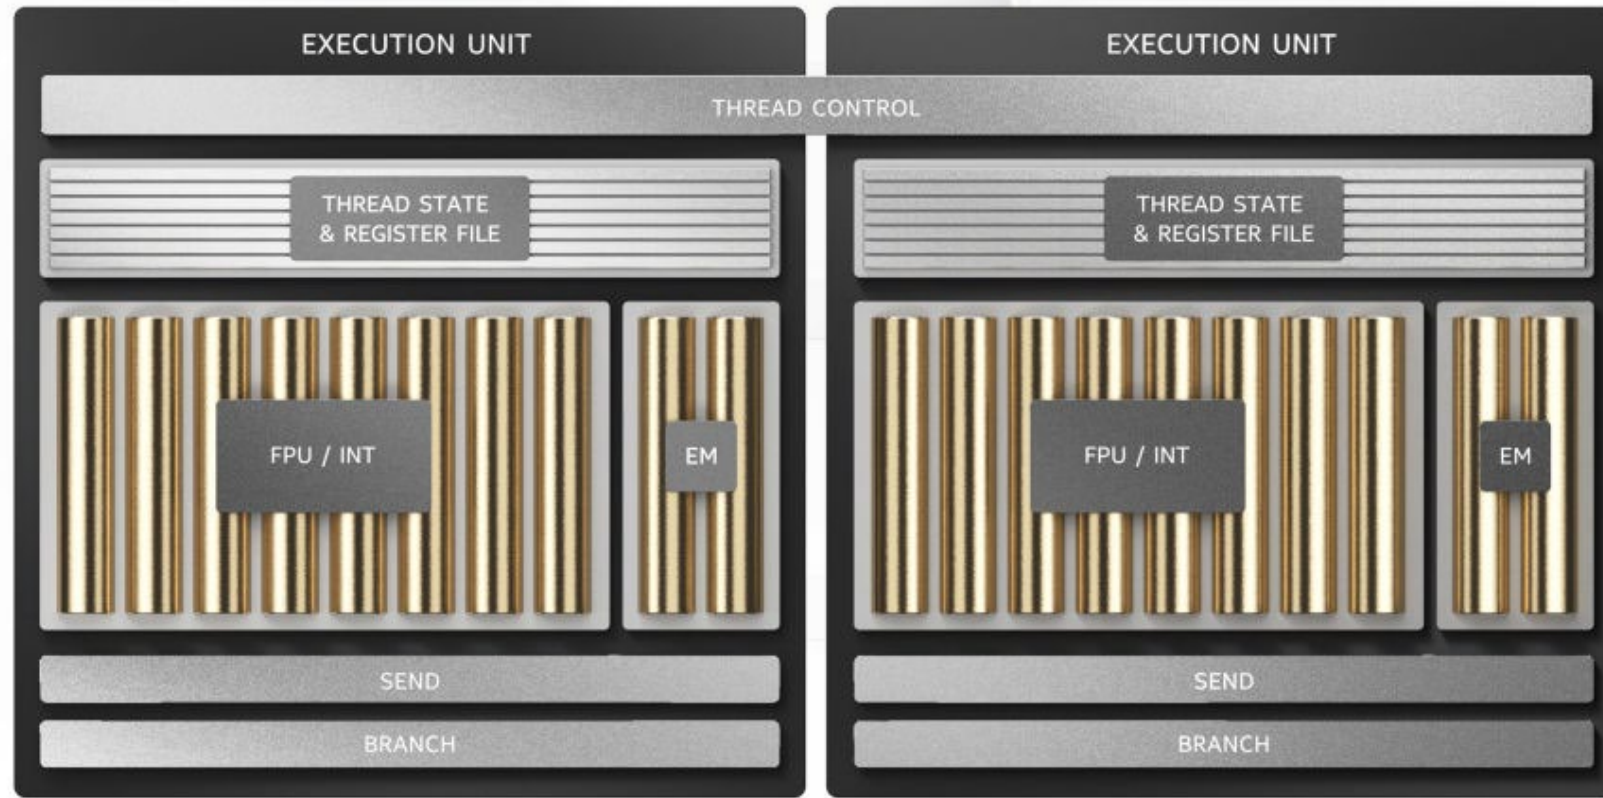 EXECUTION UNIT
EXECUTION UNIT
THREAD CONTROL
THREAD STATE
& REGISTER FILE
THREAD STATE
& REGISTER FILE
FPU / INT
EM
FPU / INT
EM
SEND
SEND
BRANCH
BRANCH